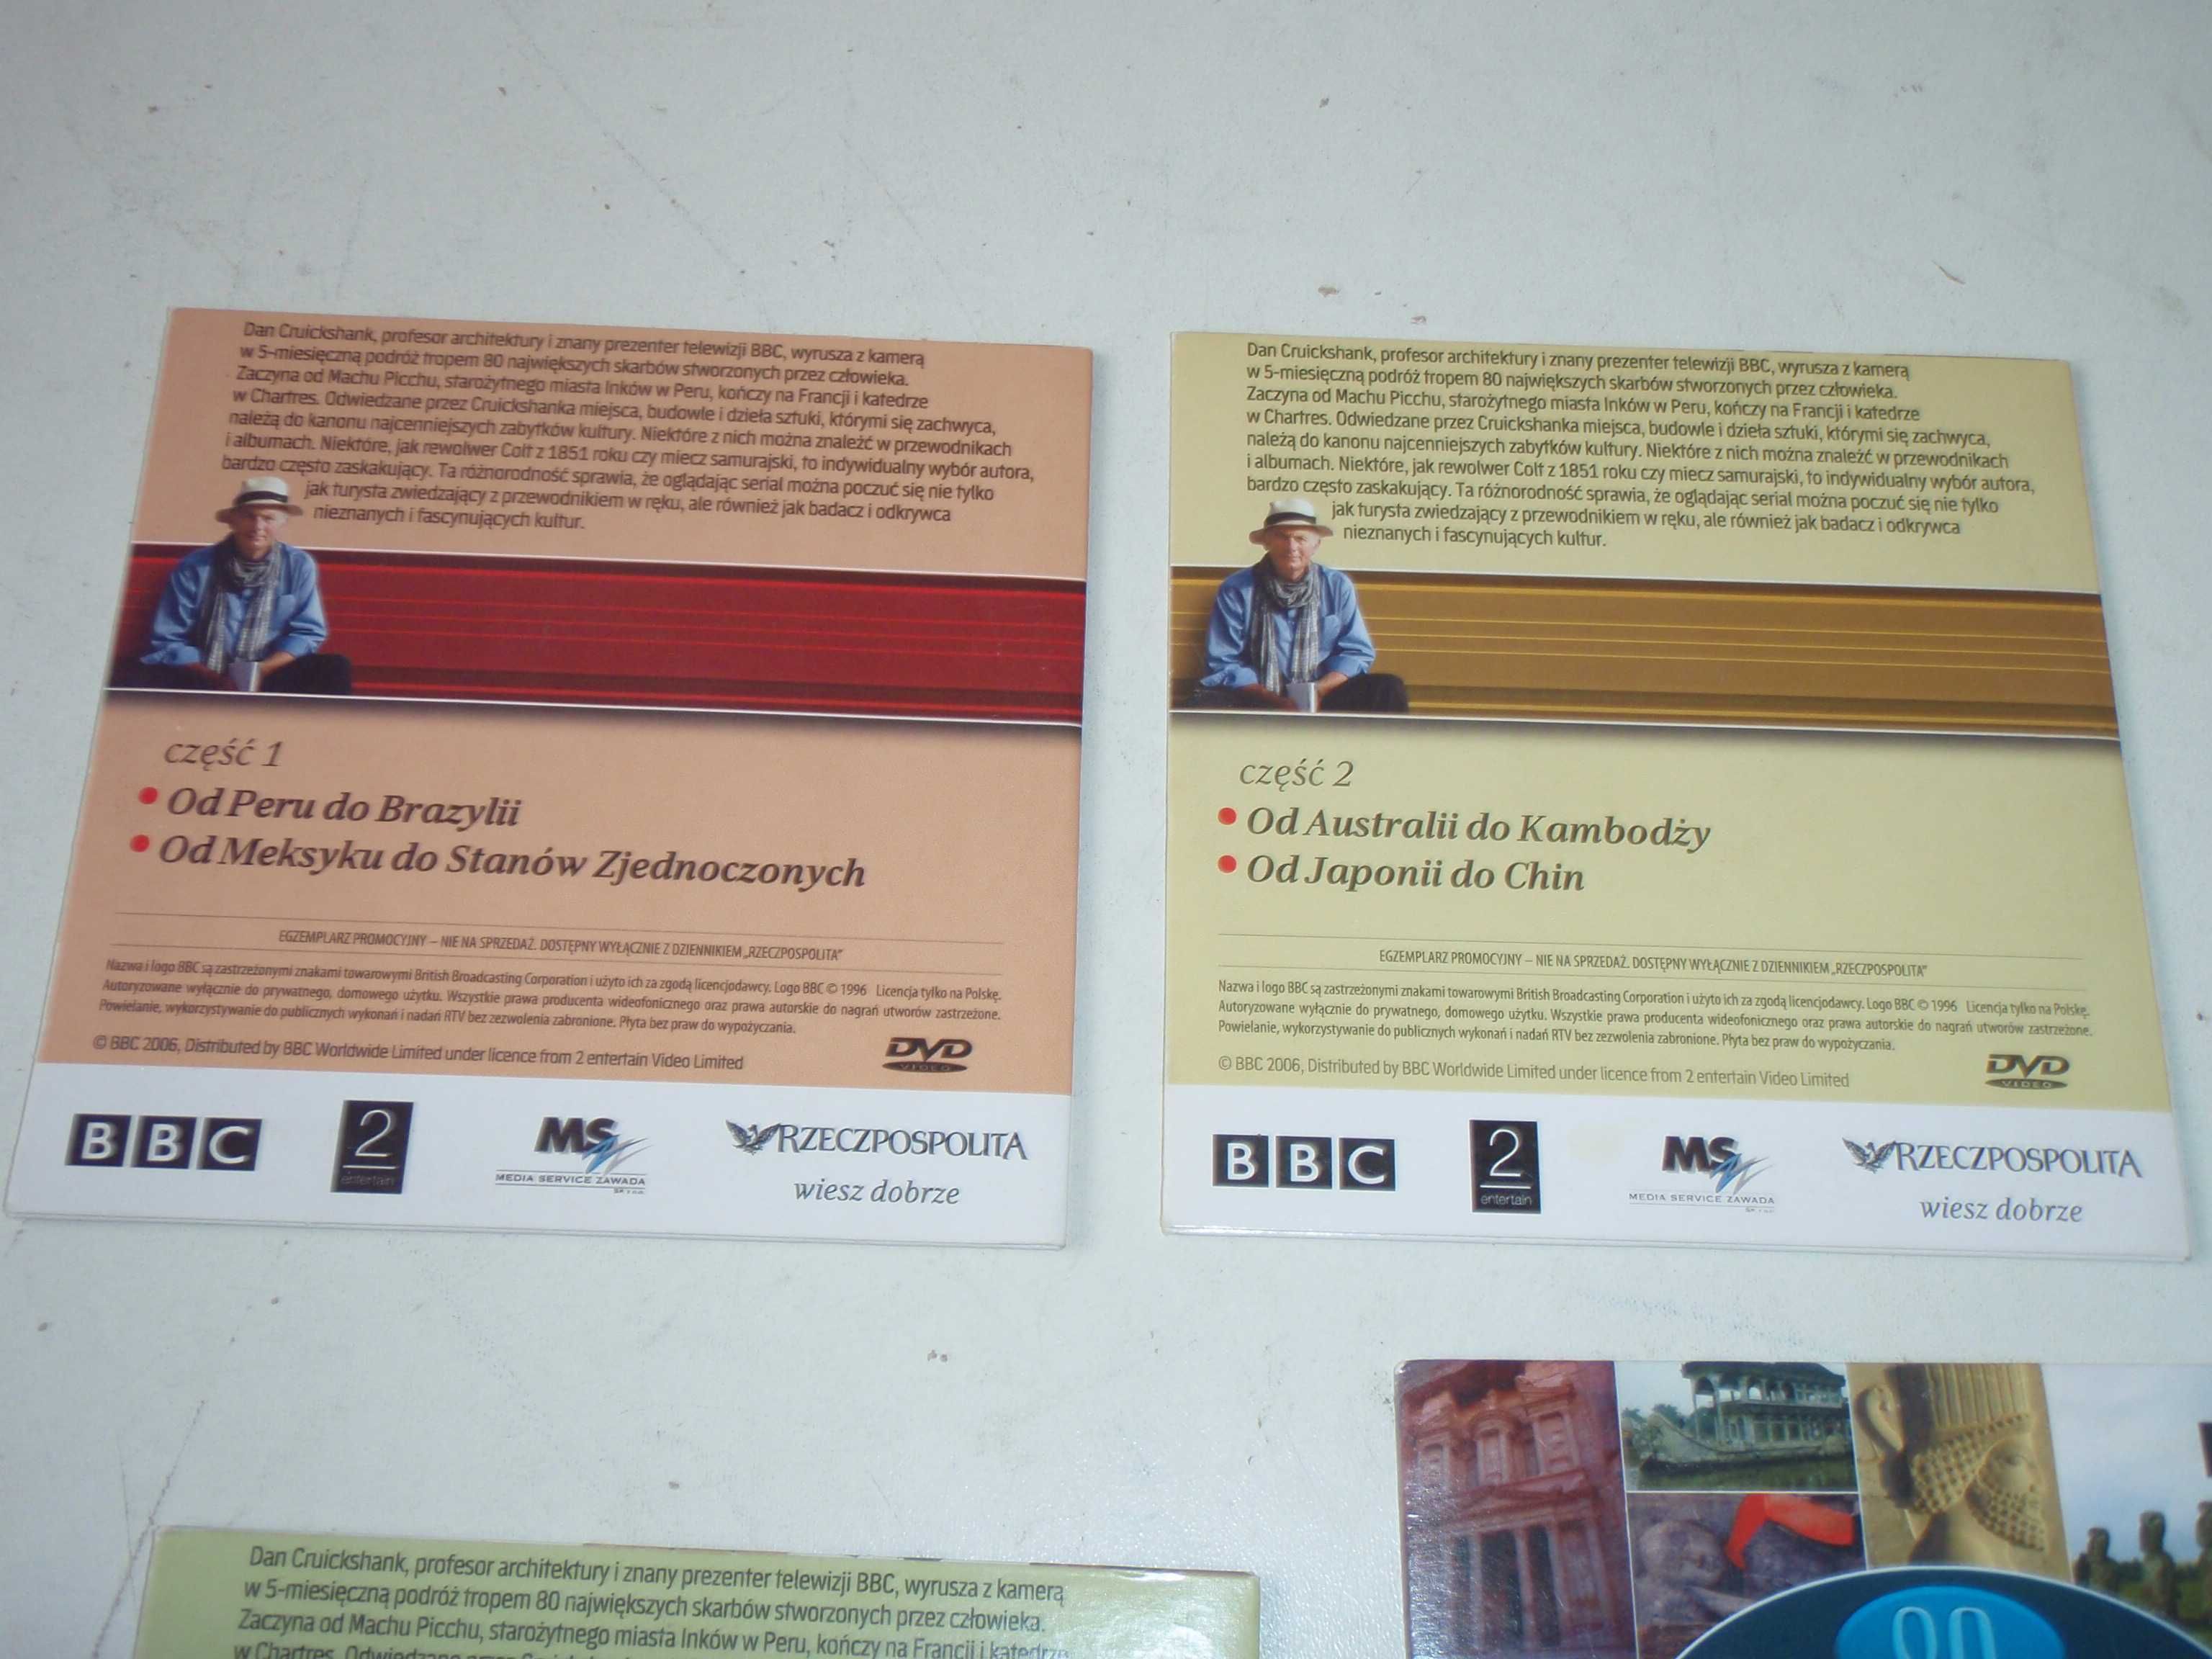 Dan Cruickshank, profesor architektury i znany prezenter telewizji BBC, wyrusza z kamerą
w 5-miesięczną podróż tropem 80 największych skarbów stworzonych przez człowieka.
Zaczyna od Machu Picchu, starożytnego miasta Inków w Peru, kończy na Francji i katedrze
w Chartres. Odwiedzane przez Cruickshanka miejsca, budowle i dzieła sztuki, którymi się zachwyca,
należą do kanonu najcenniejszych zabytków kultury. Niektóre z nich można znaleźć w przewodnikach
i albumach. Niektóre, jak rewolwer Colt z 1851 roku czy miecz samurajski, to indywidualny wybór autora,
bardzo często zaskakujący. Ta różnorodność sprawia, że oglądając serial można poczuć się nie tylko
jak turysta zwiedzający z przewodnikiem w ręku, ale również jak badacz i odkrywca
nieznanych i fascynujących kultur.
część 1
• Od Peru do Brazylii
• Od Meksyku do Stanów Zjednoczonych
EGZEMPLARZ PROMOCYJNY – NIE NA SPRZEDAŻ. DOSTĘPNY WYŁĄCZNIE Z DZIENNIKIEM „RZECZPOSPOLITA"
Nazwa i logo BBC są zastrzeżonymi znakami towarowymi British Broadcasting Corporation i użyto ich za zgodą licencjodawcy. Logo BBC © 1996 Licencja tylko na Polskę.
Autoryzowane wyłącznie do prywatnego, domowego użytku. Wszystkie prawa producenta wideofonicznego oraz prawa autorskie do nagrań utworów zastrzeżone.
Powielanie, wykorzystywanie do publicznych wykonań i nadań RTV bez zezwolenia zabronione. Płyta bez praw do wypożyczania.
© BBC 2006, Distributed by BBC Worldwide Limited under licence from 2 entertain Video Limited
DVD
VIDEO
BBC
2
entertain
MS
MEDIA SERVICE ZAWADA
RZECZPOSPOLITA
wiesz dobrze
Dan Cruickshank, profesor architektury i znany prezenter telewizji BBC, wyrusza z kamerą
w 5-miesięczną podróż tropem 80 największych skarbów stworzonych przez człowieka.
Zaczyna od Machu Picchu, starożytnego miasta Inków w Peru, kończy na Francji i katedrze
w Chartres. Odwiedzane przez Cruickshanka miejsca, budowle i dzieła sztuki, którymi się zachwyca,
należą do kanonu najcenniejszych zabytków kultury. Niektóre z nich można znaleźć w przewodnikach
i albumach. Niektóre, jak rewolwer Colt z 1851 roku czy miecz samurajski, to indywidualny wybór autora,
bardzo często zaskakujący. Ta różnorodność sprawia, że oglądając serial można poczuć się nie tylko
jak turysta zwiedzający z przewodnikiem w ręku, ale również jak badacz i odkrywca
nieznanych i fascynujących kultur.
część 2
• Od Australii do Kambodży
• Od Japonii do Chin
EGZEMPLARZ PROMOCYJNY – NIE NA SPRZEDAŻ. DOSTĘPNY WYŁĄCZNIE Z DZIENNIKIEM „RZECZPOSPOLITA"
Nazwa i logo BBC są zastrzeżonymi znakami towarowymi British Broadcasting Corporation i użyto ich za zgodą licencjodawcy. Logo BBC © 1996 Licencja tylko na Polskę.
Autoryzowane wyłącznie do prywatnego, domowego użytku. Wszystkie prawa producenta wideofonicznego oraz prawa autorskie do nagrań utworów zastrzeżone.
Powielanie, wykorzystywanie do publicznych wykonań i nadań RTV bez zezwolenia zabronione. Płyta bez praw do wypożyczania.
© BBC 2006, Distributed by BBC Worldwide Limited under licence from 2 entertain Video Limited
DVD
VIDEO
BBC
2
entertain
MS
MEDIA SERVICE ZAWADA
RZECZPOSPOLITA
wiesz dobrze
Dan Cruickshank, profesor architektury i znany prezenter telewizji BBC, wyrusza z kamerą
w 5-miesięczną podróż tropem 80 największych skarbów stworzonych przez człowieka.
Zaczyna od Machu Picchu, starożytnego miasta Inków w Peru, kończy na Francji i katedrze
w Chartres.
80